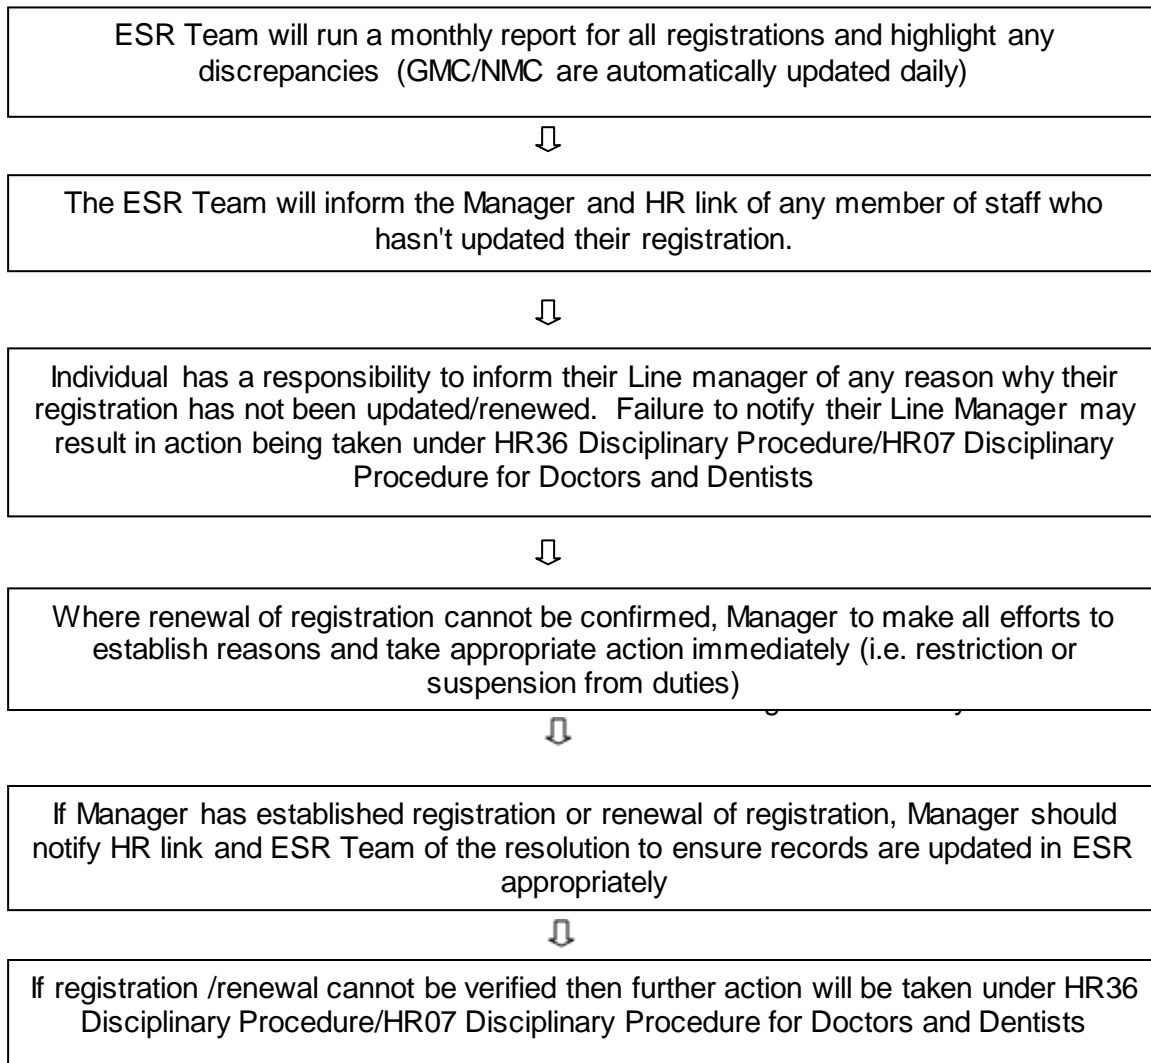 ESR Team will run a monthly report for all registrations and highlight any
discrepancies (GMC/NMC are automatically updated daily)
The ESR Team will inform the Manager and HR link of any member of staff who
hasn't updated their registration.
Individual has a responsibility to inform their Line manager of any reason why their
registration has not been updated/renewed. Failure to notify their Line Manager may
result in action being taken under HR36 Disciplinary Procedure/HR07 Disciplinary
Procedure for Doctors and Dentists
Where renewal of registration cannot be confirmed, Manager to make all efforts to
establish reasons and take appropriate action immediately (i.e. restriction or
suspension from duties)
If Manager has established registration or renewal of registration, Manager should
notify HR link and ESR Team of the resolution to ensure records are updated in ESR
appropriately
If registration /renewal cannot be verified then further action will be taken under HR36
Disciplinary Procedure/HR07 Disciplinary Procedure for Doctors and Dentists